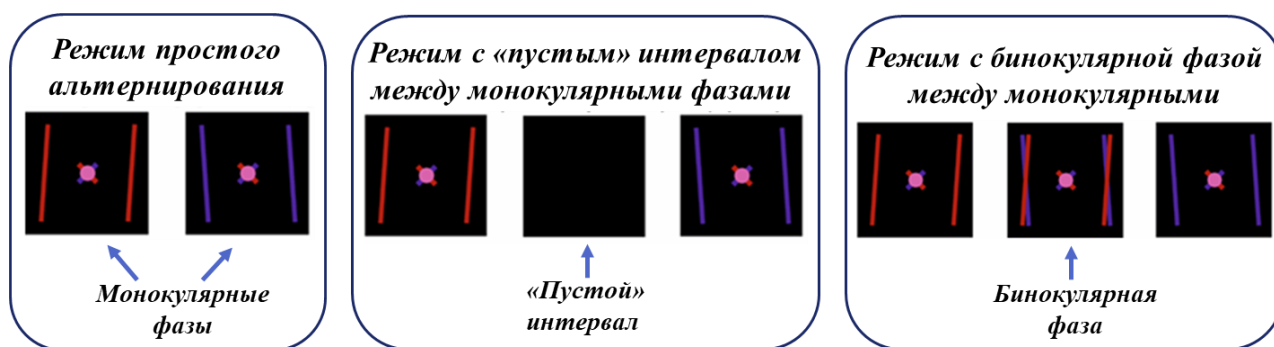 Режим простого
альтернирования
Монокулярные
фазы
Режим с «пустым» интервалом
между монокулярными фазами
«Пустой»
интервал
Режим с бинокулярной фазой
между монокулярными
Бинокулярная
фаза